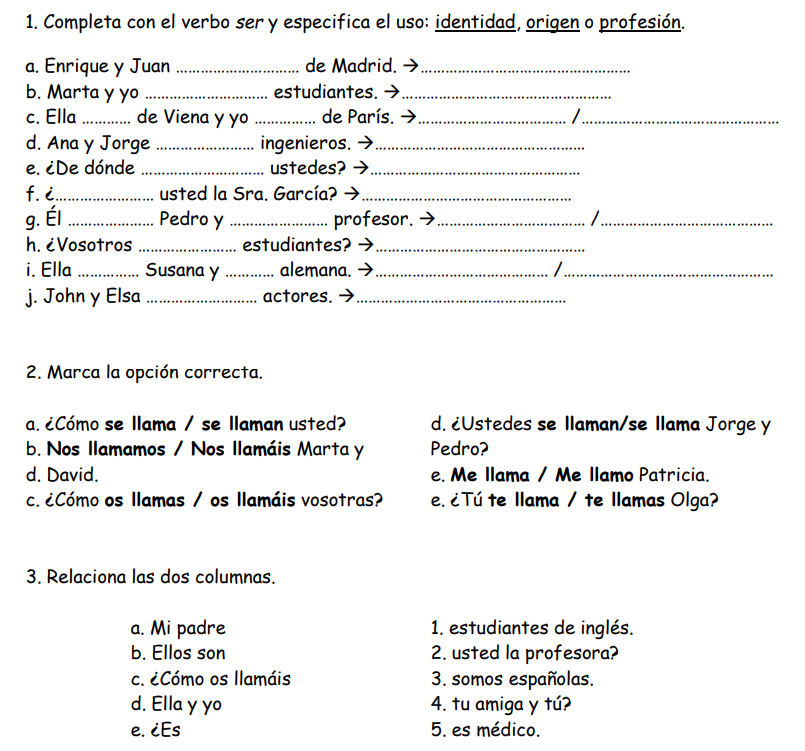 1. Completa con el verbo ser y especifica el uso: identidad, origen o profesión.
a. Enrique y Juan ................................ de Madrid. →......................................................
b. Marta y yo ................................ estudiantes. →......................................................
c. Ella ............ de Viena y yo ................ de París. →...................................... /...................................................
d. Ana y Jorge ......................... ingenieros. →......................................................
e. ¿De dónde ................................ ustedes? →......................................................
f. ¿......................... usted la Sra. García? →......................................................
g. Él ...................... Pedro y ......................... profesor. →...................................... /.............................................
h. ¿Vosotros ......................... estudiantes? →......................................................
i. Ella ................ Susana y ............ alemana. →............................................. /......................................................
j. John y Elsa ............................ actores. →......................................................
2. Marca la opción correcta.
a. ¿Cómo se llama / se llaman usted?
b. Nos llamamos / Nos llamáis Marta y
d. David.
c. ¿Cómo os llamas / os llamáis vosotras?
d. ¿Ustedes se llaman/se llama Jorge y
Pedro?
e. Me llama / Me llamo Patricia.
e. ¿Tú te llama / te llamas Olga?
3. Relaciona las dos columnas.
a. Mi padre
b. Ellos son
c. ¿Cómo os llamáis
d. Ella y yo
e. ¿Es
1. estudiantes de inglés.
2. usted la profesora?
3. somos españolas.
4. tu amiga y tú?
5. es médico.